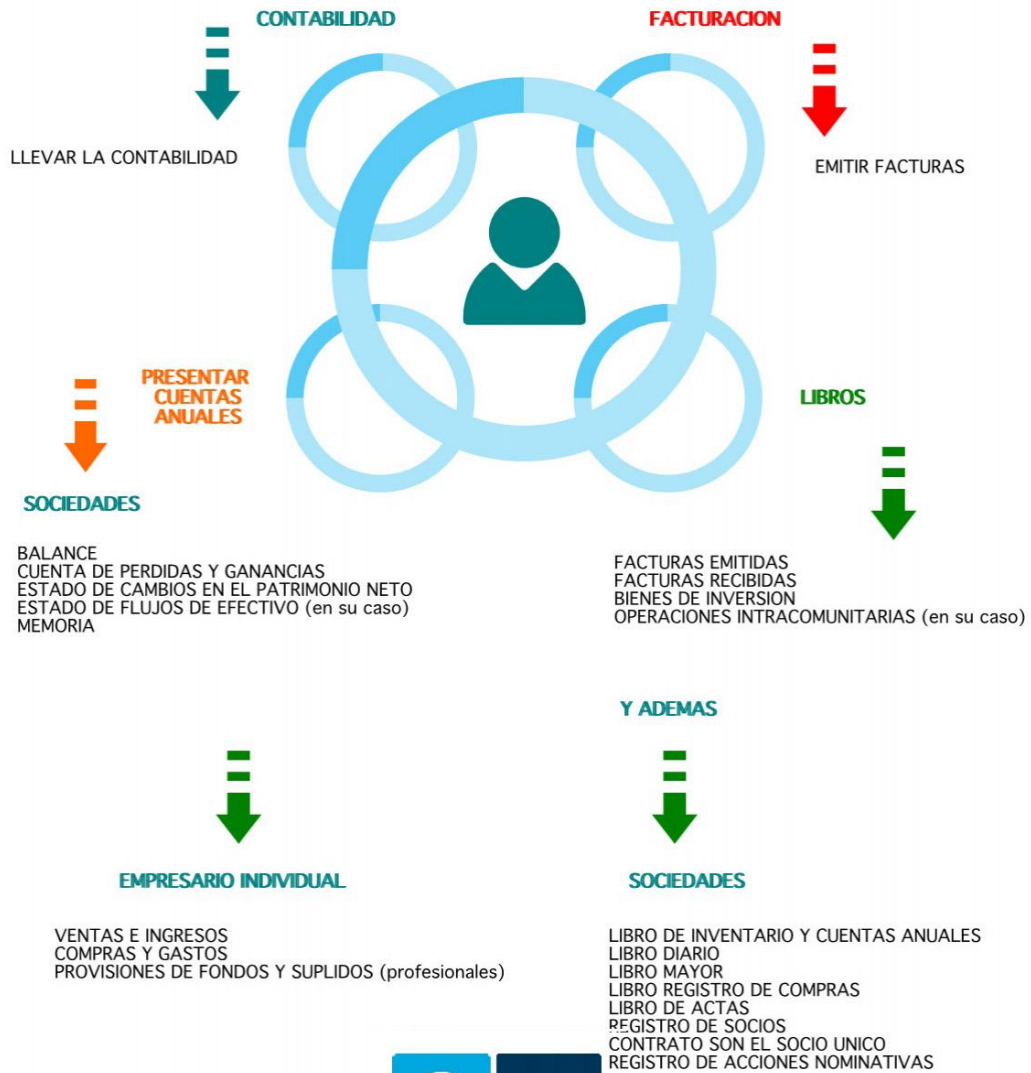 CONTABILIDAD
FACTURACION
LLEVAR LA CONTABILIDAD
EMITIR FACTURAS
PRESENTAR
CUENTAS
ANUALES
LIBROS
SOCIEDADES
BALANCE
CUENTA DE PERDIDAS Y GANANCIAS
ESTADO DE CAMBIOS EN EL PATRIMONIO NETO
ESTADO DE FLUJOS DE EFECTIVO (en su caso)
MEMORIA
FACTURAS EMITIDAS
FACTURAS RECIBIDAS
BIENES DE INVERSION
OPERACIONES INTRACOMUNITARIAS (en su caso)
Y ADEMAS
EMPRESARIO INDIVIDUAL
VENTAS E INGRESOS
COMPRAS Y GASTOS
PROVISIONES DE FONDOS Y SUPLIDOS (profesionales)
SOCIEDADES
LIBRO DE INVENTARIO Y CUENTAS ANUALES
LIBRO DIARIO
LIBRO MAYOR
LIBRO REGISTRO DE COMPRAS
LIBRO DE ACTAS
REGISTRO DE SOCIOS
CONTRATO SON EL SOCIO UNICO
REGISTRO DE ACCIONES NOMINATIVAS